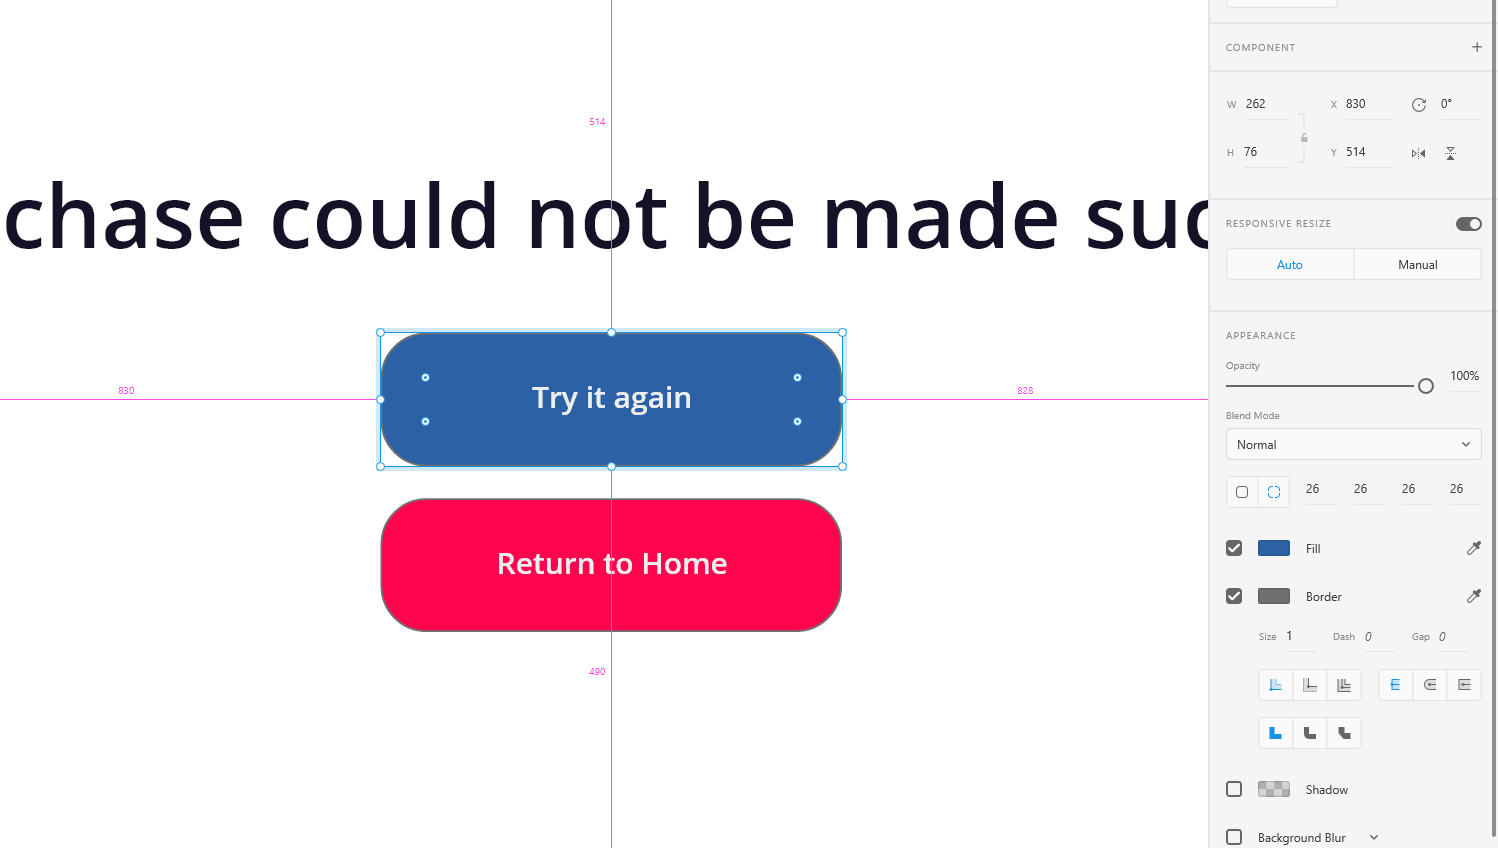 COMPONENT
W 262 X 830 0°
514
H 76 Y 514
chase could not be made suc
RESPONSIVE RESIZE
Auto Manual
APPEARANCE
Opacity
100%
830
Try it again
828
Blend Mode
Normal
26 26 26 26
Return to Home
Fill
Border
Size 1 Dash 0 Gap 0
490
Shadow
Background Blur